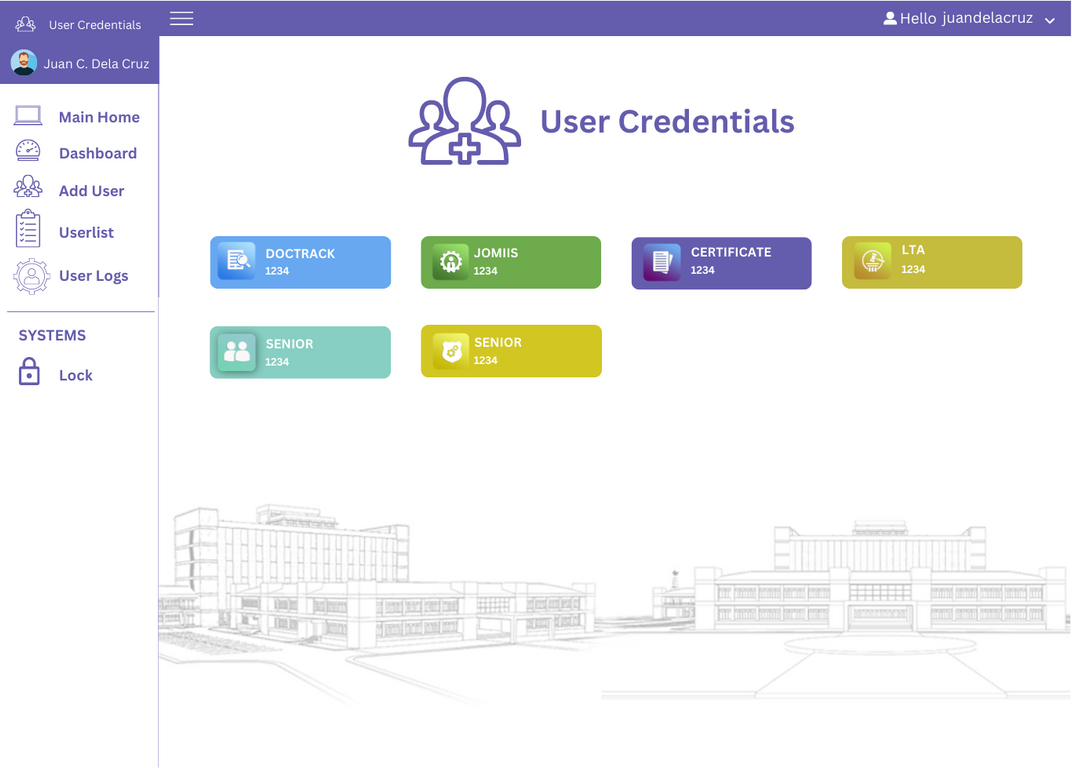 User Credentials
Hello juandelacruz
Juan C. Dela Cruz
Main Home
Dashboard
Add User
Userlist
User Logs
SYSTEMS
Lock
User Credentials
DOCTRACK
1234
JOMIIS
1234
CERTIFICATE
1234
LTA
1234
SENIOR
1234
SENIOR
1234